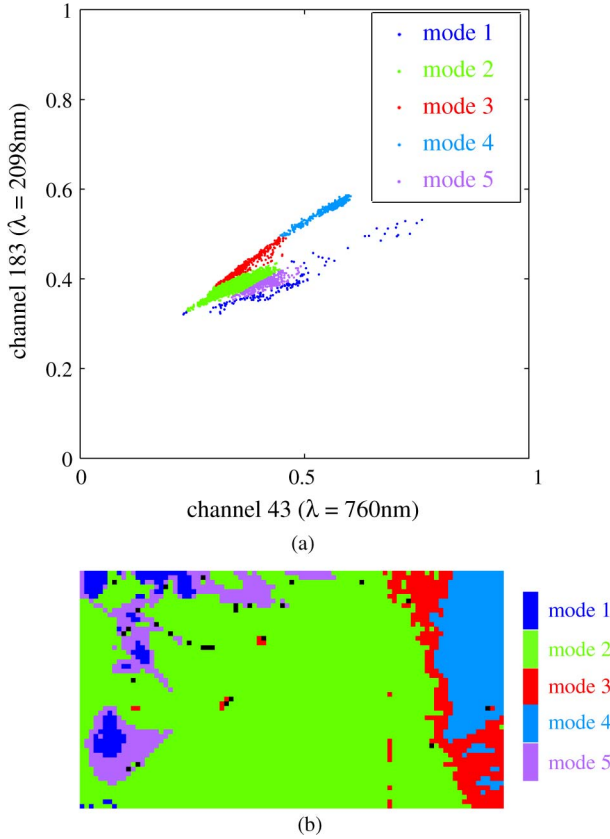 1
0.8
0.6
0.4
0.2
0
0
0.5
1
channel 183 (λ = 2098nm)
channel 43 (λ = 760nm)
mode 1
mode 2
mode 3
mode 4
mode 5
(a)
mode 1
mode 2
mode 3
mode 4
mode 5
(b)